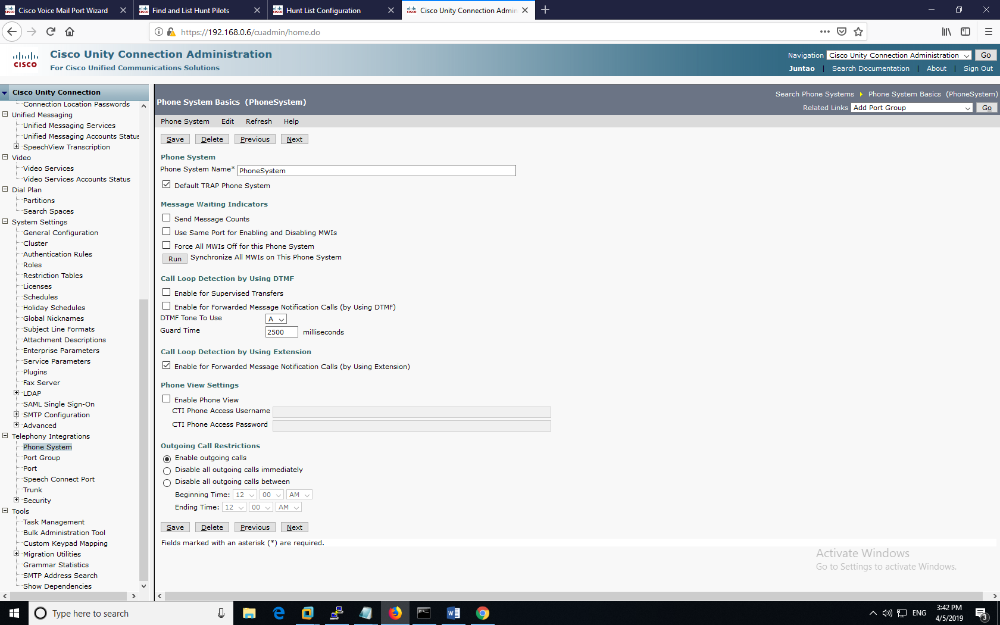 Cisco Voice Mail Port Wizard
Find and List Hunt Pilots
Hunt List Configuration
Cisco Unity Connection Admin
https://192.168.0.6/cuadmin/home.do
CISCO
Cisco Unity Connection Administration
For Cisco Unified Communications Solutions
Navigation Cisco Unity Connection Administration Go
Juntao | Search Documentation | About | Sign Out
Cisco Unity Connection
Connection Location Passwords
Unified Messaging
Unified Messaging Services
Unified Messaging Accounts Status
SpeechView Transcription
Video
Video Services
Video Services Accounts Status
Dial Plan
Partitions
Search Spaces
System Settings
General Configuration
Cluster
Authentication Rules
Roles
Restriction Tables
Licenses
Schedules
Holiday Schedules
Global Nicknames
Subject Line Formats
Attachment Descriptions
Enterprise Parameters
Service Parameters
Plugins
Fax Server
LDAP
SAML Single Sign-On
SMTP Configuration
Advanced
Telephony Integrations
Phone System
Port Group
Port
Speech Connect Port
Trunk
Security
Tools
Task Management
Bulk Administration Tool
Custom Keypad Mapping
Migration Utilities
Grammar Statistics
SMTP Address Search
Show Dependencies
Phone System Basics (PhoneSystem)
Search Phone Systems Phone System Basics (PhoneSystem)
Related Links Add Port Group Go
Phone System Edit Refresh Help
Save Delete Previous Next
Phone System
Phone System Name* PhoneSystem
Default TRAP Phone System
Message Waiting Indicators
Send Message Counts
Use Same Port for Enabling and Disabling MWIs
Force All MWIs Off for this Phone System
Run Synchronize All MWIs on This Phone System
Call Loop Detection by Using DTMF
Enable for Supervised Transfers
Enable for Forwarded Message Notification Calls (by Using DTMF)
DTMF Tone To Use A
Guard Time 2500 milliseconds
Call Loop Detection by Using Extension
Enable for Forwarded Message Notification Calls (by Using Extension)
Phone View Settings
Enable Phone View
CTI Phone Access Username
CTI Phone Access Password
Outgoing Call Restrictions
Enable outgoing calls
Disable all outgoing calls immediately
Disable all outgoing calls between
Beginning Time: 12 00 AM
Ending Time: 12 00 AM
Save Delete Previous Next
Fields marked with an asterisk (*) are required.
Activate Windows
Go to Settings to activate Windows.
Type here to search
ENG
3:42 PM
4/5/2019
3